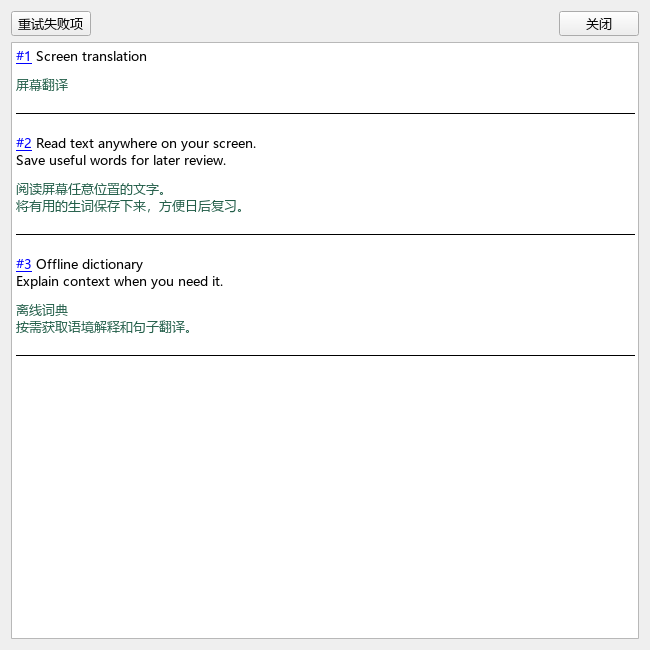 重试失败项
关闭
#1 Screen translation
屏幕翻译
#2 Read text anywhere on your screen.
Save useful words for later review.
阅读屏幕任意位置的文字。
将有用的生词保存下来，方便日后复习。
#3 Offline dictionary
Explain context when you need it.
离线词典
按需获取语境解释和句子翻译。